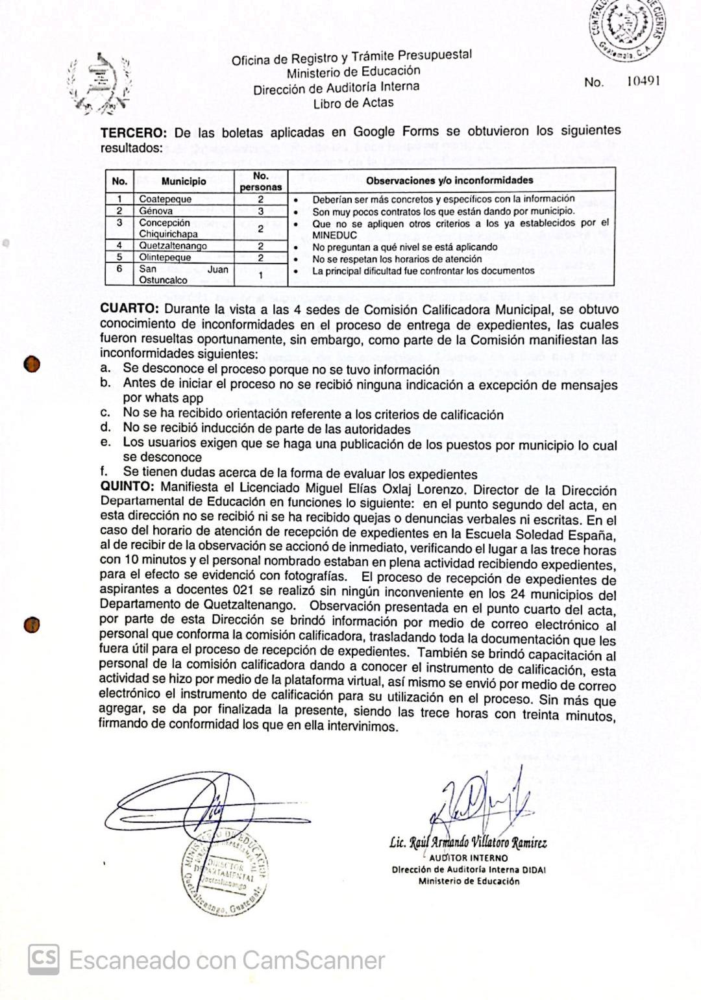 CONTRALORÍA DE CUENTAS
Guatemala, C. A.
Oficina de Registro y Trámite Presupuestal
Ministerio de Educación
Dirección de Auditoría Interna
Libro de Actas
No. 10491
TERCERO: De las boletas aplicadas en Google Forms se obtuvieron los siguientes
resultados:
No. Municipio No. personas Observaciones y/o inconformidades
1 Coatepeque 2 • Deberían ser más concretos y específicos con la información
2 Génova 3 • Son muy pocos contratos los que están dando por municipio.
3 Concepción Chiquirichapa 2 • Que no se apliquen otros criterios a los ya establecidos por el
MINEDUC
4 Quetzaltenango 2 • No preguntan a qué nivel se está aplicando
5 Olintepeque 2 • No se respetan los horarios de atención
6 San Juan Ostuncalco 1 • La principal dificultad fue confrontar los documentos
CUARTO: Durante la vista a las 4 sedes de Comisión Calificadora Municipal, se obtuvo
conocimiento de inconformidades en el proceso de entrega de expedientes, las cuales
fueron resueltas oportunamente, sin embargo, como parte de la Comisión manifiestan las
inconformidades siguientes:
a. Se desconoce el proceso porque no se tuvo información
b. Antes de iniciar el proceso no se recibió ninguna indicación a excepción de mensajes
por whats app
c. No se ha recibido orientación referente a los criterios de calificación
d. No se recibió inducción de parte de las autoridades
e. Los usuarios exigen que se haga una publicación de los puestos por municipio lo cual
se desconoce
f. Se tienen dudas acerca de la forma de evaluar los expedientes
QUINTO: Manifiesta el Licenciado Miguel Elías Oxlaj Lorenzo, Director de la Dirección
Departamental de Educación en funciones lo siguiente: en el punto segundo del acta, en
esta dirección no se recibió ni se ha recibido quejas o denuncias verbales ni escritas. En el
caso del horario de atención de recepción de expedientes en la Escuela Soledad España,
al de recibir de la observación se accionó de inmediato, verificando el lugar a las trece horas
con 10 minutos y el personal nombrado estaban en plena actividad recibiendo expedientes,
para el efecto se evidenció con fotografías. El proceso de recepción de expedientes de
aspirantes a docentes 021 se realizó sin ningún inconveniente en los 24 municipios del
Departamento de Quetzaltenango. Observación presentada en el punto cuarto del acta,
por parte de esta Dirección se brindó información por medio de correo electrónico al
personal que conforma la comisión calificadora, trasladando toda la documentación que les
fuera útil para el proceso de recepción de expedientes. También se brindó capacitación al
personal de la comisión calificadora dando a conocer el instrumento de calificación, esta
actividad se hizo por medio de la plataforma virtual, así mismo se envió por medio de correo
electrónico el instrumento de calificación para su utilización en el proceso. Sin más que
agregar, se da por finalizada la presente, siendo las trece horas con treinta minutos,
firmando de conformidad los que en ella intervinimos.
MINISTERIO DE EDUCACION
DIRECTOR
DEPARTAMENTAL
Quetzaltenango
Quetzaltenango, Guatemala
Lic. Raúl Armando Villatoro Ramirez
AUDITOR INTERNO
Dirección de Auditoría Interna DIDAI
Ministerio de Educación
CS Escaneado con CamScanner